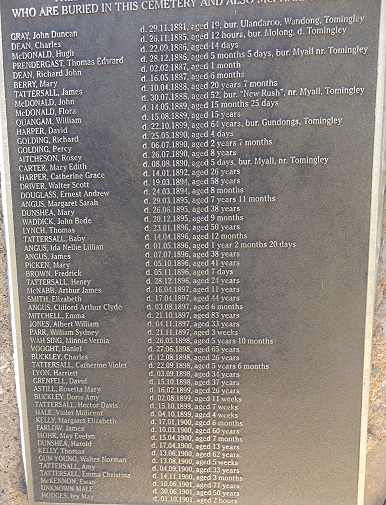 WHO ARE BURIED IN THIS CEMETERY AND ALSO
GRAY, John Duncan d. 29.11.1881, aged 19, bur. Ulandaroo, Wandong, Tomingley
DEAN, Charles d. 26.11.1885, aged 12 hours, bur. Molong, d. Tomingley
McDONALD, Hugh d. 22.09.1886, aged 14 days
PRENDERGAST, Thomas Edward d. 28.12.1886, aged 5 months 5 days, bur. Myall nr. Tomingley
DEAN, Richard John d. 02.02.1887, aged 1 month
BERRY, Mary d. 16.05.1887, aged 6 months
TATTERSALL, James d. 10.04.1888, aged 20 years 7 months
McDONALD, John d. 30.07.1888, aged 52, bur. "New Rush", nr. Myall, Tomingley
McDONALD, Flora d. 14.05.1889, aged 15 months 25 days
OUANGAM, William d. 15.08.1889, aged 15 years
HARPER, David d. 22.10.1899, aged 64 years, bur. Gundongs, Tomingley
GOLDING, Richard d. 25.05.1890, aged 4 days
GOLDING, Percy d. 06.07.1890, aged 2 years 7 months
AITCHESON, Rosey d. 26.07.1890, aged 8 years
CARTER, Mary Edith d. 08.08.1890, aged 5 days, bur. Myall, nr. Tomingley
HARPER, Catherine Grace d. 14.01.1892, aged 26 years
DRIVER, Walter Scott d. 19.03.1894, aged 58 years
DOUGLASS, Ernest Andrew d. 24.03.1894, aged 8 months
ANGUS, Margaret Sarah d. 29.03.1895, aged 7 years 11 months
DUNSHEA, Mary d. 26.06.1895, aged 38 years
WADDICK, John Bede d. 20.12.1895, aged 9 months
LYNCH, Thomas d. 23.01.1896, aged 50 years
TATTERSALL, Baby d. 14.04.1896, aged 12 months
ANGUS, Ida Nellie Lillian d. 01.05.1896, aged 1 year 2 months 20 days
ANGUS, James d. 07.07.1896, aged 38 years
PICKEN, Mary d. 05.10.1896, aged 41 years
BROWN, Fredrick d. 05.11.1896, aged 7 days
TATTERSALL, Henry d. 28.12.1896, aged 24 years
McNABB, Arthur James d. 16.04.1897, aged 11 years
SMITH, Elizabeth d. 17.04.1897, aged 44 years
ANGUS, Clifford Arthur Clyde d. 03.08.1897, aged 6 months
MITCHELL, Emma d. 21.10.1897, aged 83 years
JONES, Albert William d. 04.11.1897, aged 33 years
PARR, William Sydney d. 21.11.1897, aged 3 weeks
WAH SING, Minnie Vernia d. 26.05.1898, aged 5 years 10 months
VOOGHT, Daniel d. 27.06.1898, aged 65 years
BUCKLEY, Charles d. 12.08.1898, aged 26 years
TATTERSALL, Catherine Violet d. 22.09.1898, aged 5 years 6 months
LYON, Harriett d. 03.09.1898, aged 34 years
GRENFELL, David d. 15.10.1898, aged 37 years
ASTILL, Rosetta Mary d. 16.02.1899, aged 26 years
BUCKLEY, Doris Amy d. 02.08.1899, aged 11 weeks
TATTERSALL, Hector Davis d. 15.10.1899, aged 7 weeks
HALE, Violet Millicent d. 04.10.1899, aged 4 weeks
KELLY, Margaret Elizabeth d. 17.01.1900, aged 6 months
FARLOW, James d. 10.03.1900, aged 60 years
MOHR, May Evelyn d. 15.04.1900, aged 7 months
DUNSHEA, Harold d. 17.04.1900, aged 13 years
KELLY, Thomas d. 13.06.1900, aged 62 years
GUN YOUNG, Walter Norman d. 13.08.1900, aged 5 weeks
TATTERSALL, Amy d. 04.09.1900, aged 33 years
TATTERSALL, Emma Christina d. 14.11.1900, aged 3 months
McKENNON, Ewan d. 10.06.1901, aged 77 years
UNKNOWN MALE d. 30.06.1901, aged 50 years
HODGES, Ivy May d. 01.10.1901, aged 2 hours